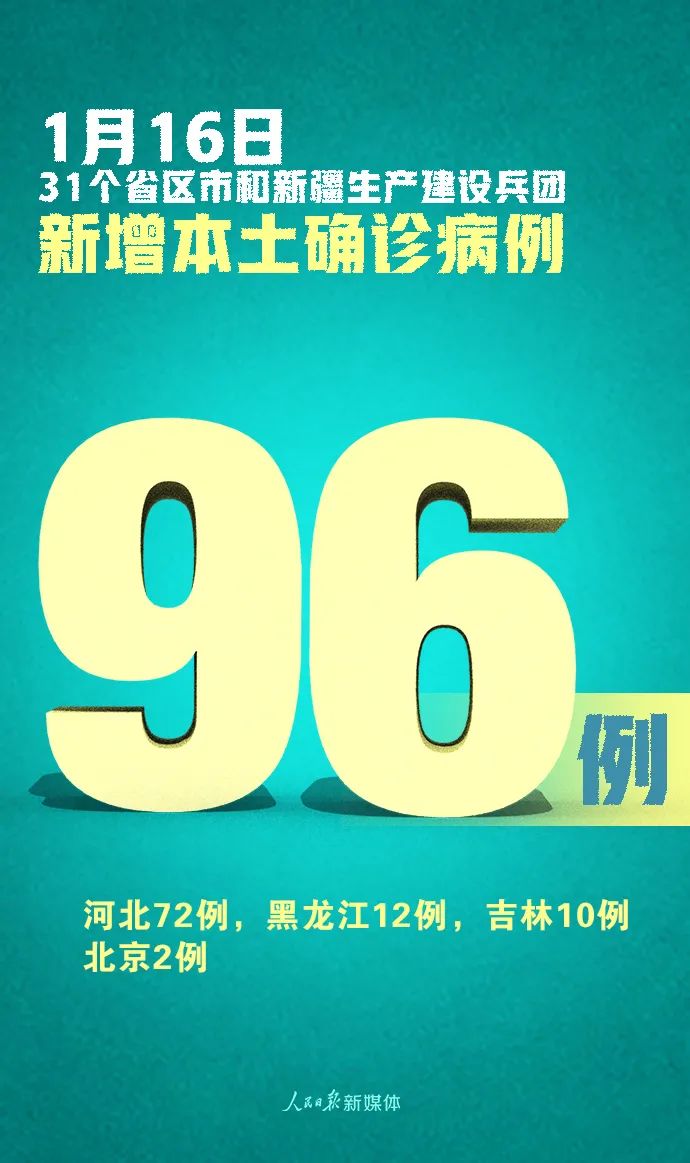 1月16日
31个省区市和新疆生产建设兵团
新增本土确诊病例
96例
河北72例，黑龙江12例，吉林10例
北京2例
人民日报新媒体